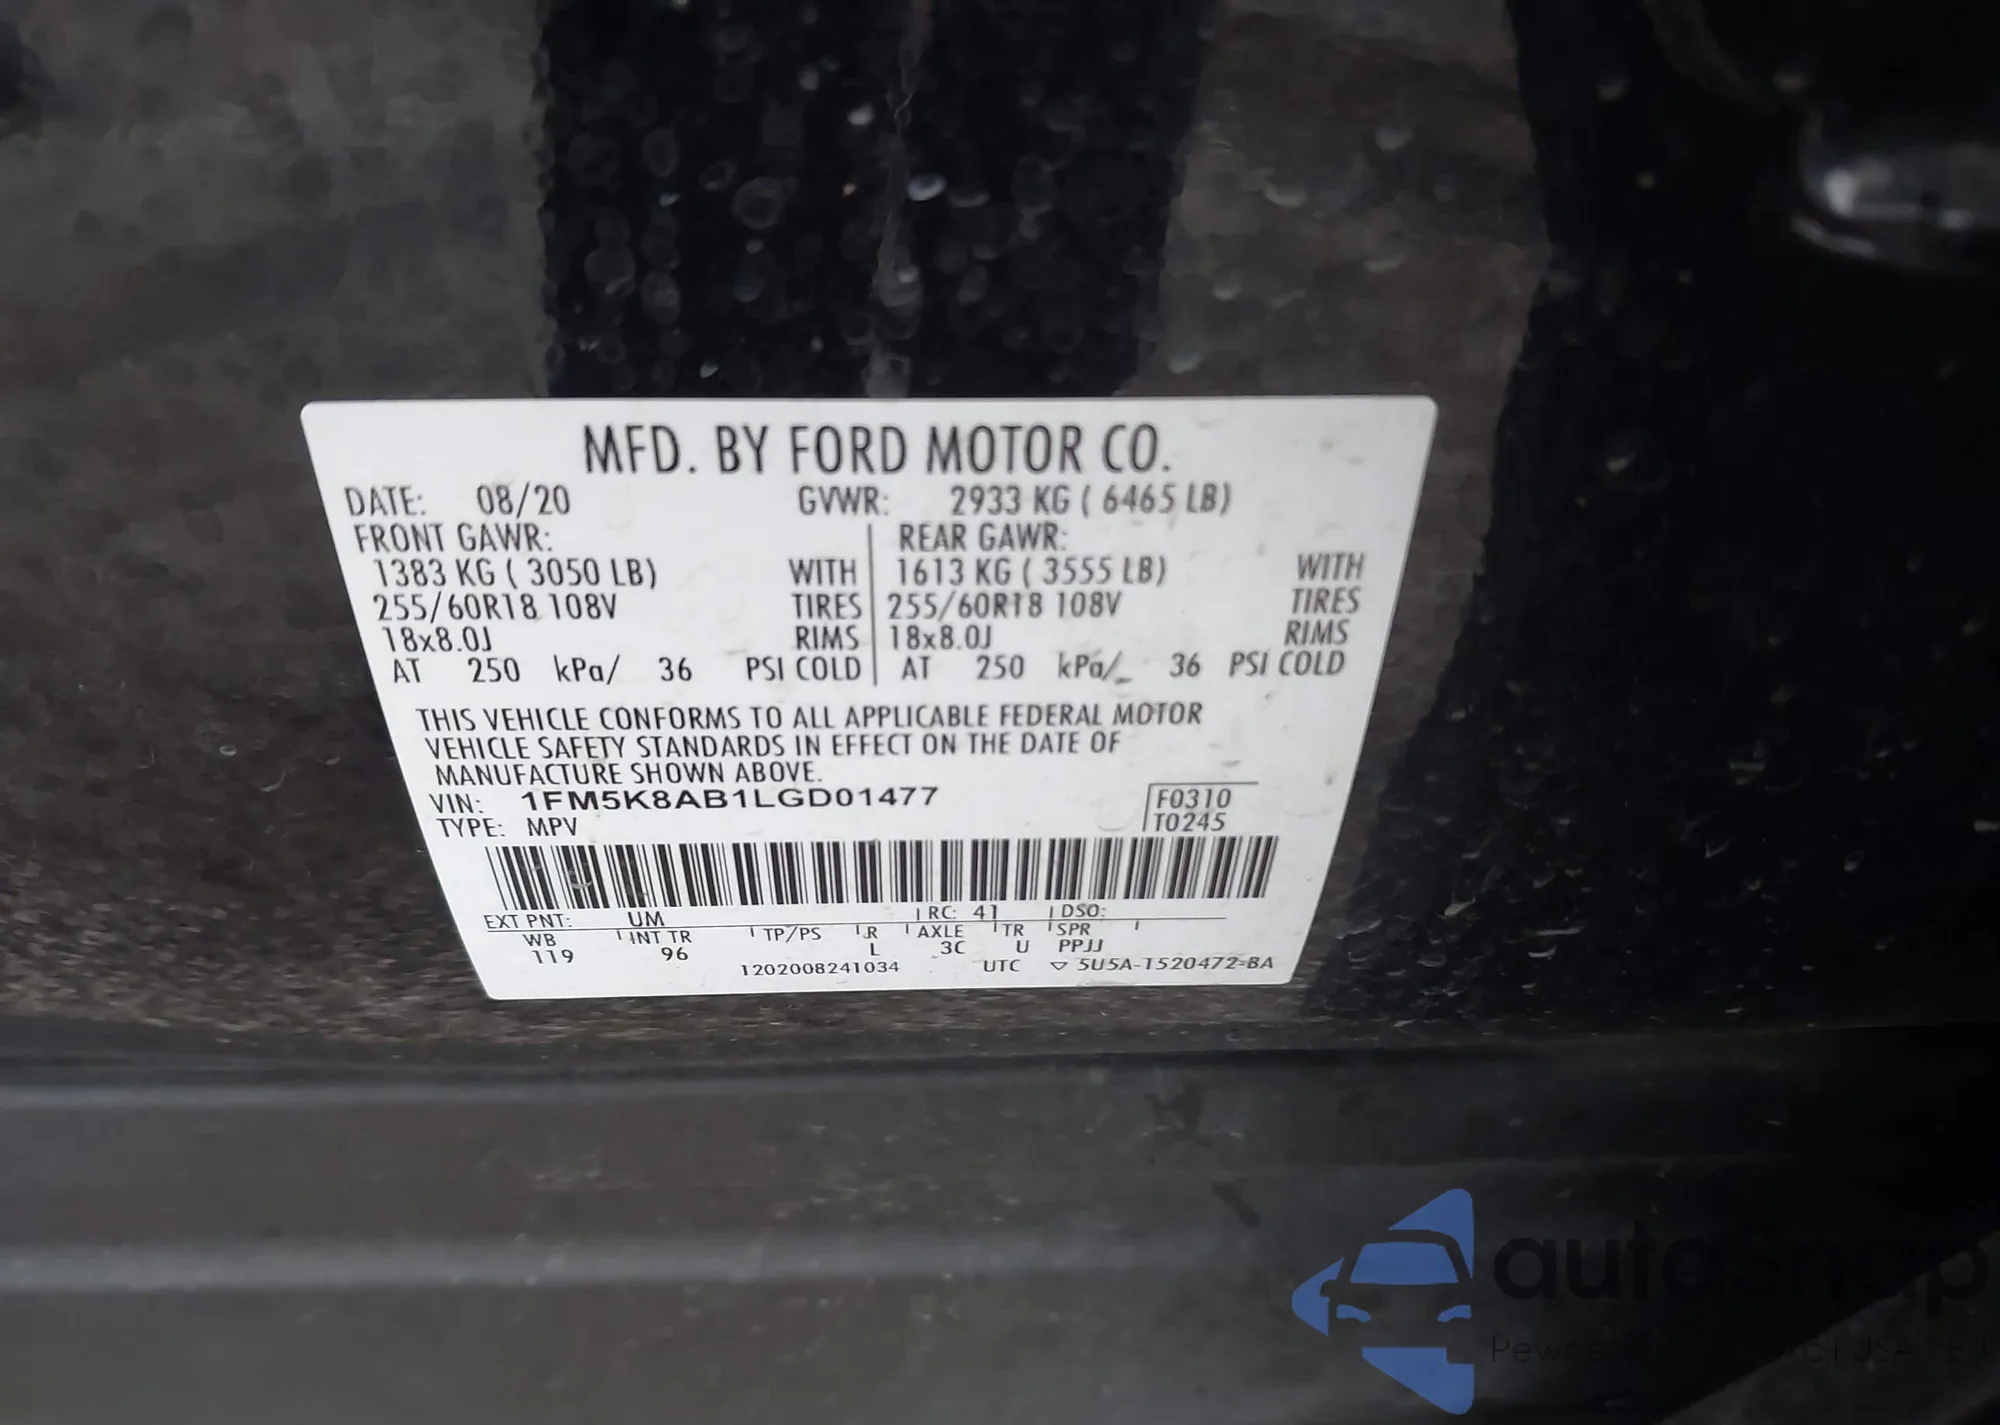 MFD. BY FORD MOTOR CO.
DATE: 08/20 GVWR: 2933 KG ( 6465 LB)
FRONT GAWR: REAR GAWR:
1383 KG ( 3050 LB) WITH 1613 KG ( 3555 LB) WITH
255/60R18 108V TIRES 255/60R18 108V TIRES
18x8.0J RIMS 18x8.0J RIMS
AT 250 kPa/ 36 PSI COLD AT 250 kPa/ 36 PSI COLD
THIS VEHICLE CONFORMS TO ALL APPLICABLE FEDERAL MOTOR
VEHICLE SAFETY STANDARDS IN EFFECT ON THE DATE OF
MANUFACTURE SHOWN ABOVE.
VIN: 1FM5K8AB1LGD01477 F0310
TYPE: MPV T0245
EXT PNT: UM RC: 41 DSO:
WB INT TR TP/PS R AXLE TR SPR
119 96 L 3C U PPJJ
1202008241034 UTC ▽ 5U5A-1520472-BA
autosnap